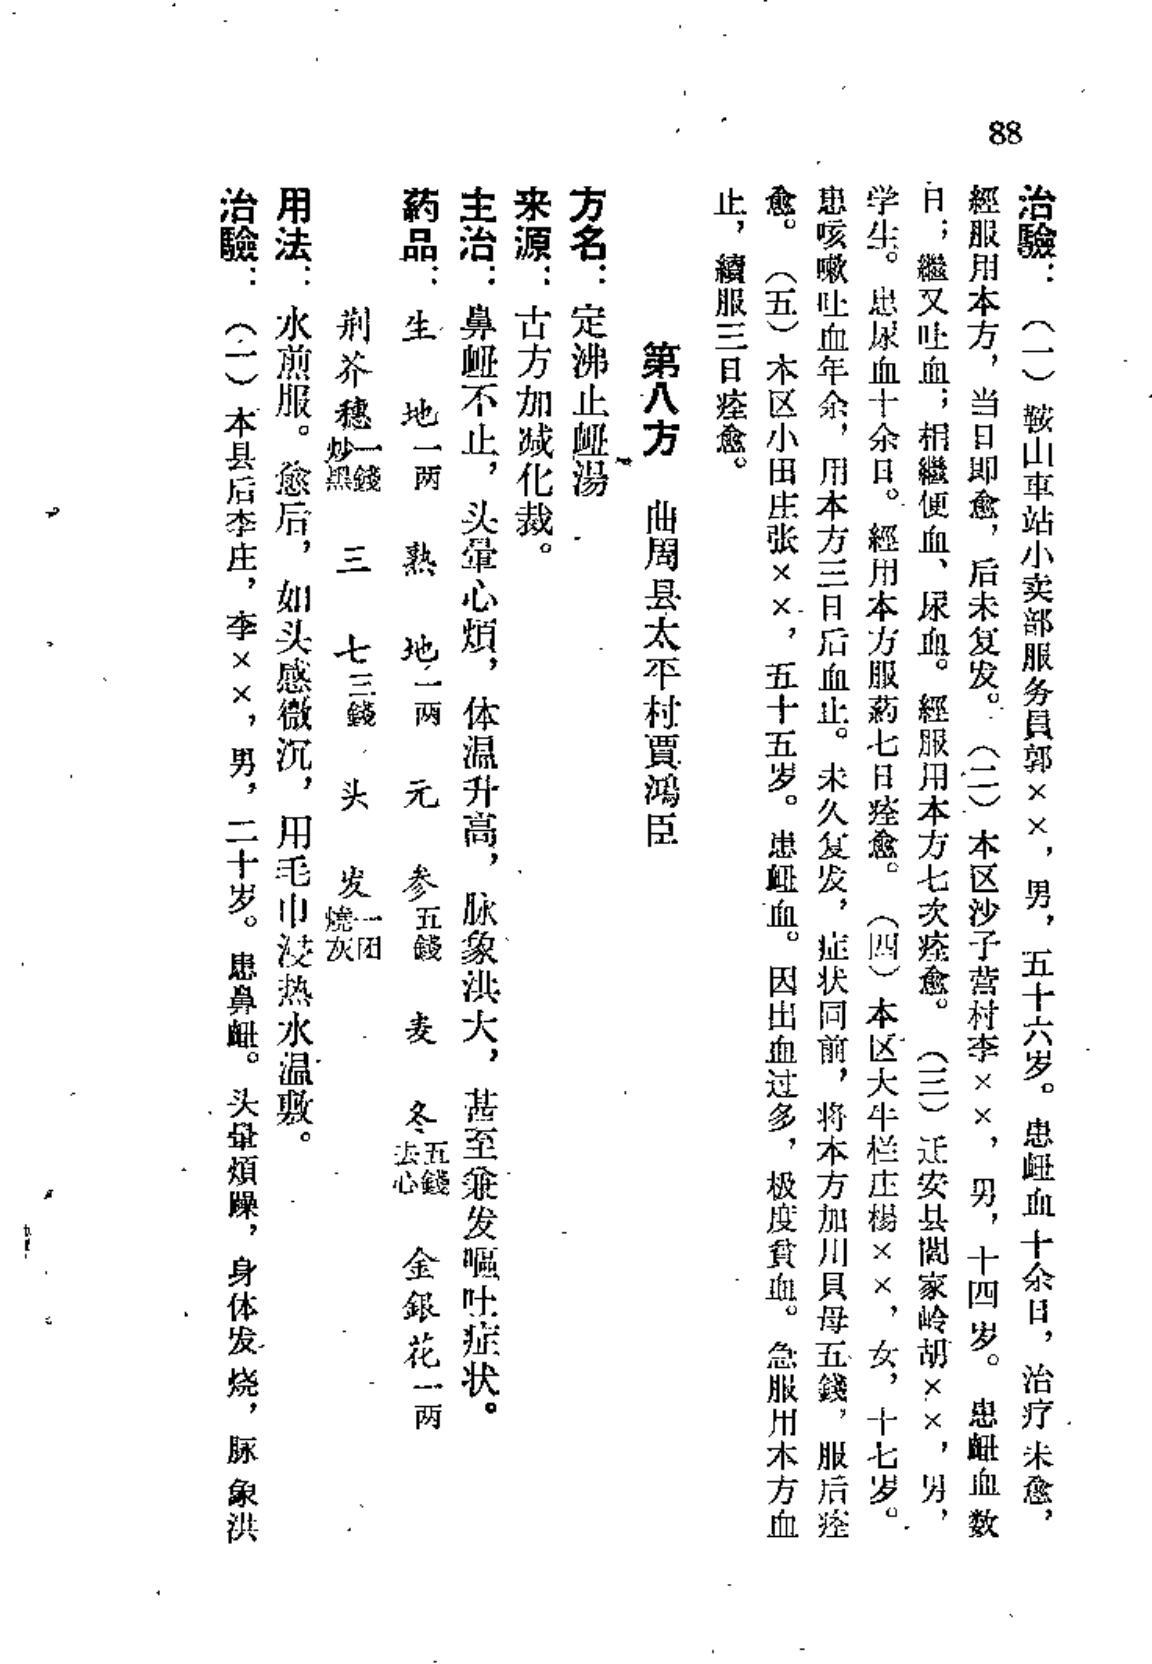 88
治驗：（一）鞍山車站小卖部服务員郭××，男，五十六岁。患衄血十余日，治疗未愈，
經服用本方，当日即愈，后未复发。（二）本区沙子营村李××，男，十四岁。患衄血数
日；繼又吐血；相繼便血、尿血。經服用本方七次痊愈。（三）迁安县閻家岭胡××，男，
学生。患尿血十余日。經用本方服葯七日痊愈。（四）本区大牛栏庄楊××，女，十七岁。
患咳嗽吐血年余，用本方三日后血止。未久复发，症状同前，将本方加川貝母五錢，服后痊
愈。（五）本区小田庄张××，五十五岁。患衄血。因出血过多，极度貧血。急服用本方血
止，續服三日痊愈。
第八方　曲周县太平村賈鴻臣
方名：定沸止衄湯
来源：古方加减化裁。
主治：鼻衄不止，头暈心煩，体温升高，脉象洪大，甚至兼发嘔吐症状。
葯品：生地一两　熟地一两　元参五錢　麦冬五錢去心　金銀花一两
荆芥穗一錢炒黑　三七三錢　头发一团燒灰
用法：水煎服。愈后，如头感微沉，用毛巾浸热水温敷。
治驗：（一）本县后李庄，李××，男，二十岁。患鼻衄。头暈煩躁，身体发烧，脉象洪